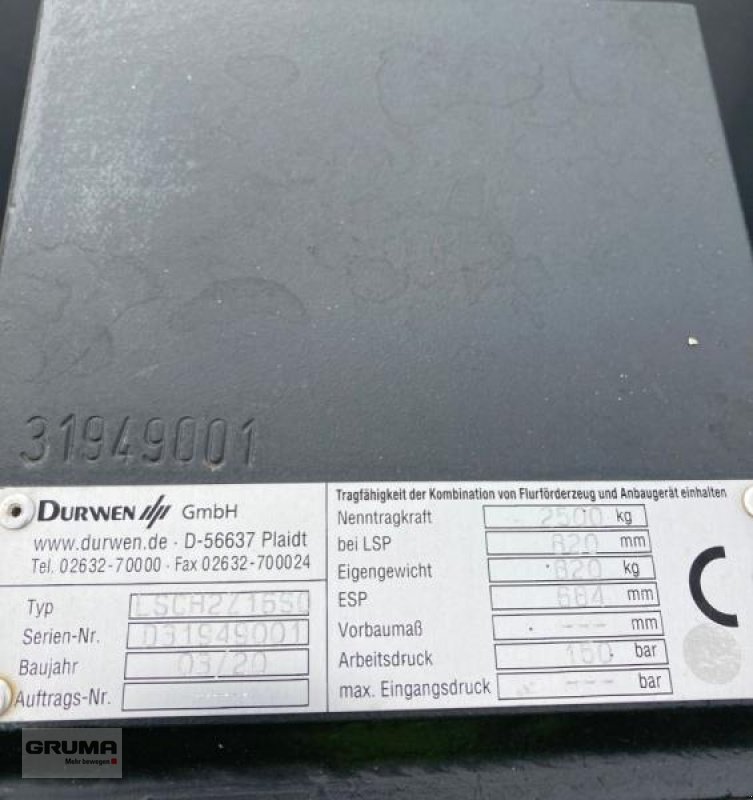 31949001
DURWEN GmbH
www.durwen.de · D-56637 Plaidt
Tel. 02632-70000 · Fax 02632-700024
Typ
Serien-Nr. 031949001
Baujahr 03/20
Auftrags-Nr.
Tragfähigkeit der Kombination von Flurförderzeug und Anbaugerät einhalten
Nenntragkraft 2500 kg
bei LSP 820 mm
Eigengewicht 820 kg
ESP 684 mm
Vorbaumaß --- mm
Arbeitsdruck 150 bar
max. Eingangsdruck --- bar
GRUMA
Mehr bewegen